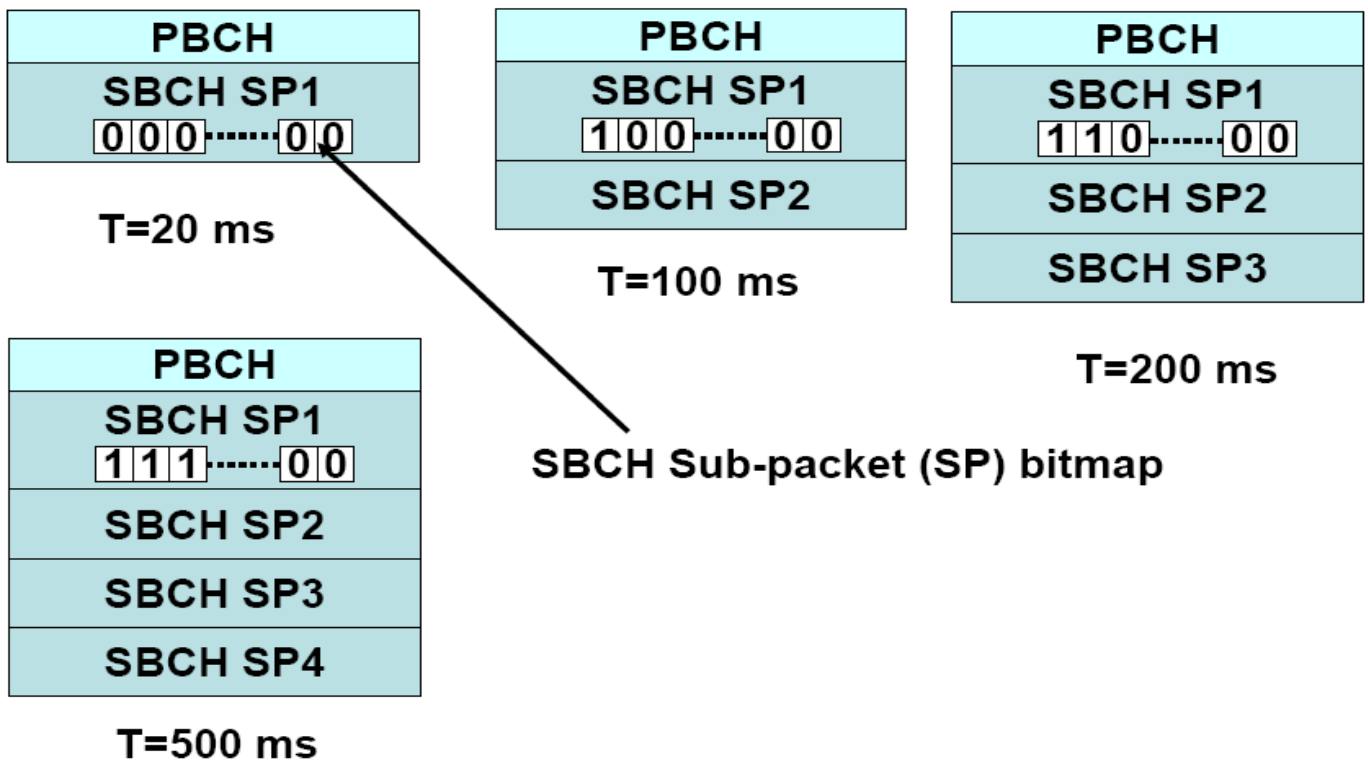 PBCH
SBCH SP1
000 00
T=20 ms
PBCH
SBCH SP1
100 00
SBCH SP2
T=100 ms
PBCH
SBCH SP1
110 00
SBCH SP2
SBCH SP3
T=200 ms
PBCH
SBCH SP1
111 00
SBCH SP2
SBCH SP3
SBCH SP4
T=500 ms
SBCH Sub-packet (SP) bitmap